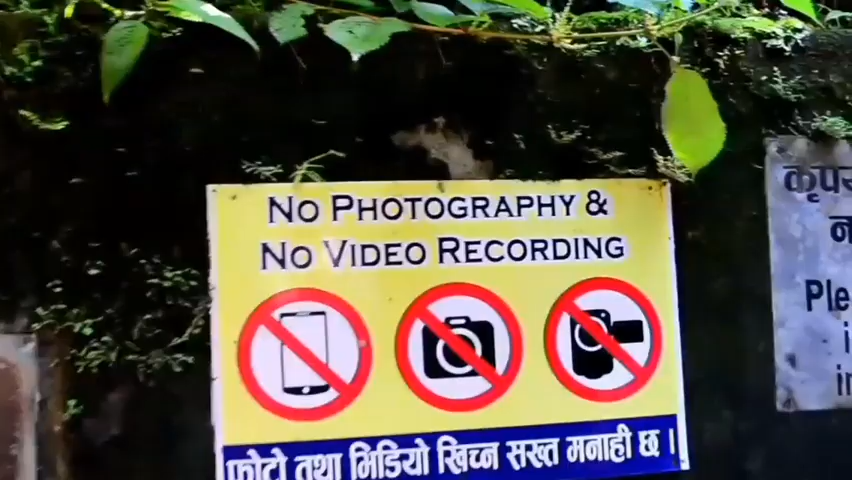 NO PHOTOGRAPHY &
NO VIDEO RECORDING
फोटो तथा भिडियो खिच्न सख्त मनाही छ ।